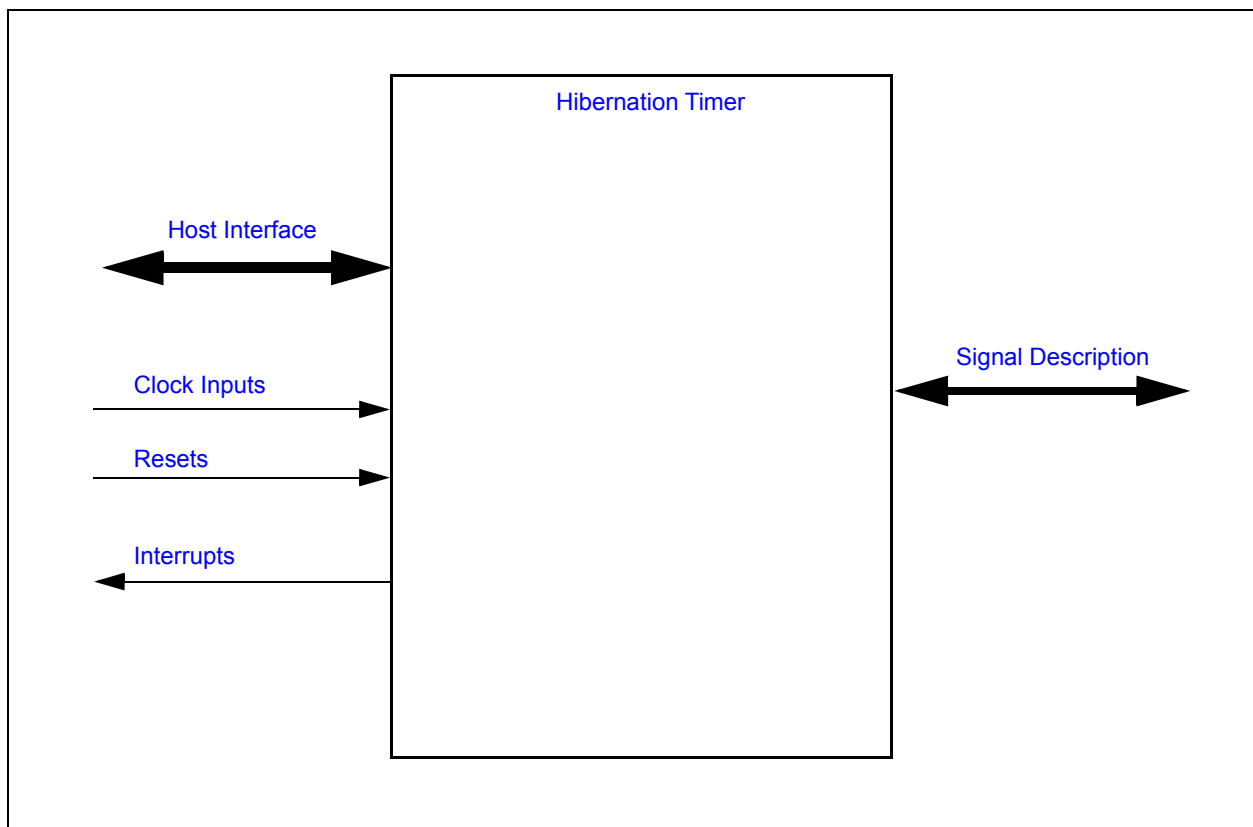 Hibernation Timer
Host Interface
Signal Description
Clock Inputs
Resets
Interrupts